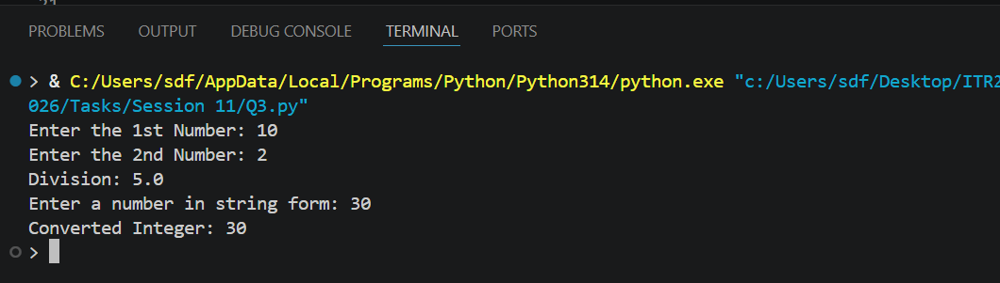 PROBLEMS OUTPUT DEBUG CONSOLE TERMINAL PORTS
> & C:/Users/sdf/AppData/Local/Programs/Python/Python314/python.exe "c:/Users/sdf/Desktop/ITR2
026/Tasks/Session 11/Q3.py"
Enter the 1st Number: 10
Enter the 2nd Number: 2
Division: 5.0
Enter a number in string form: 30
Converted Integer: 30
>